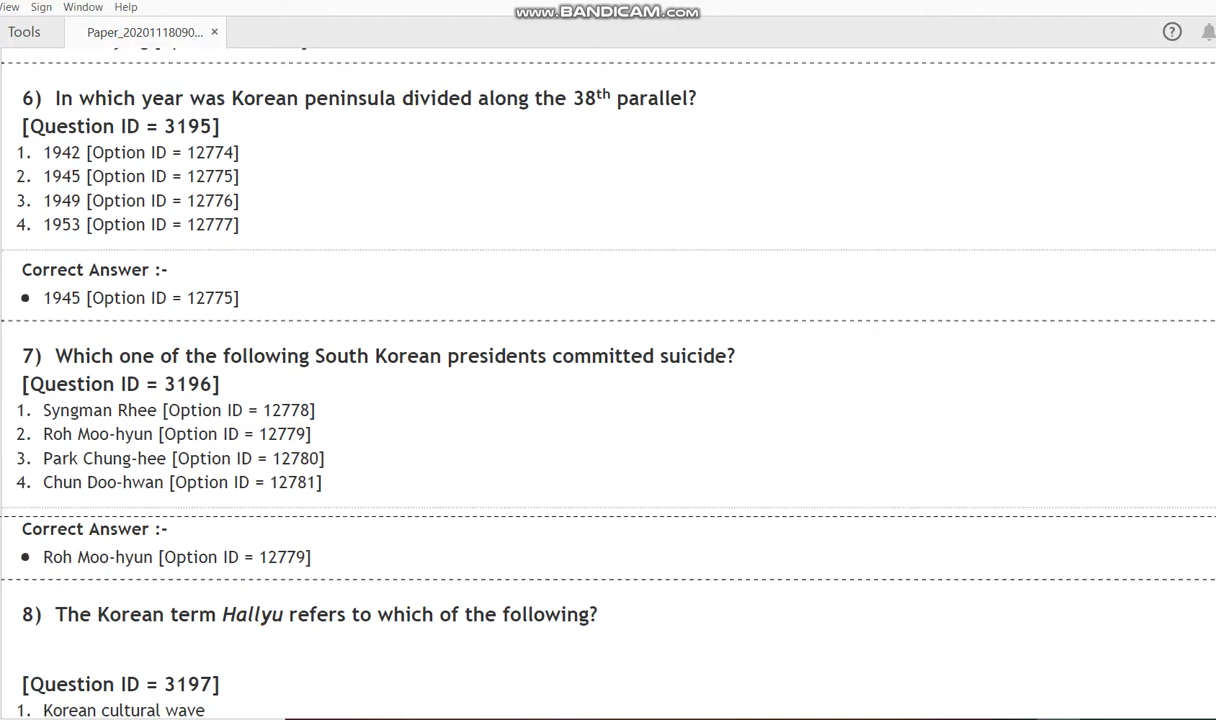 View Sign Window Help
www.BANDICAM.com
Tools Paper_20201118090... ×
6) In which year was Korean peninsula divided along the 38th parallel?
[Question ID = 3195]
1. 1942 [Option ID = 12774]
2. 1945 [Option ID = 12775]
3. 1949 [Option ID = 12776]
4. 1953 [Option ID = 12777]
Correct Answer :-
• 1945 [Option ID = 12775]
7) Which one of the following South Korean presidents committed suicide?
[Question ID = 3196]
1. Syngman Rhee [Option ID = 12778]
2. Roh Moo-hyun [Option ID = 12779]
3. Park Chung-hee [Option ID = 12780]
4. Chun Doo-hwan [Option ID = 12781]
Correct Answer :-
• Roh Moo-hyun [Option ID = 12779]
8) The Korean term Hallyu refers to which of the following?
[Question ID = 3197]
1. Korean cultural wave